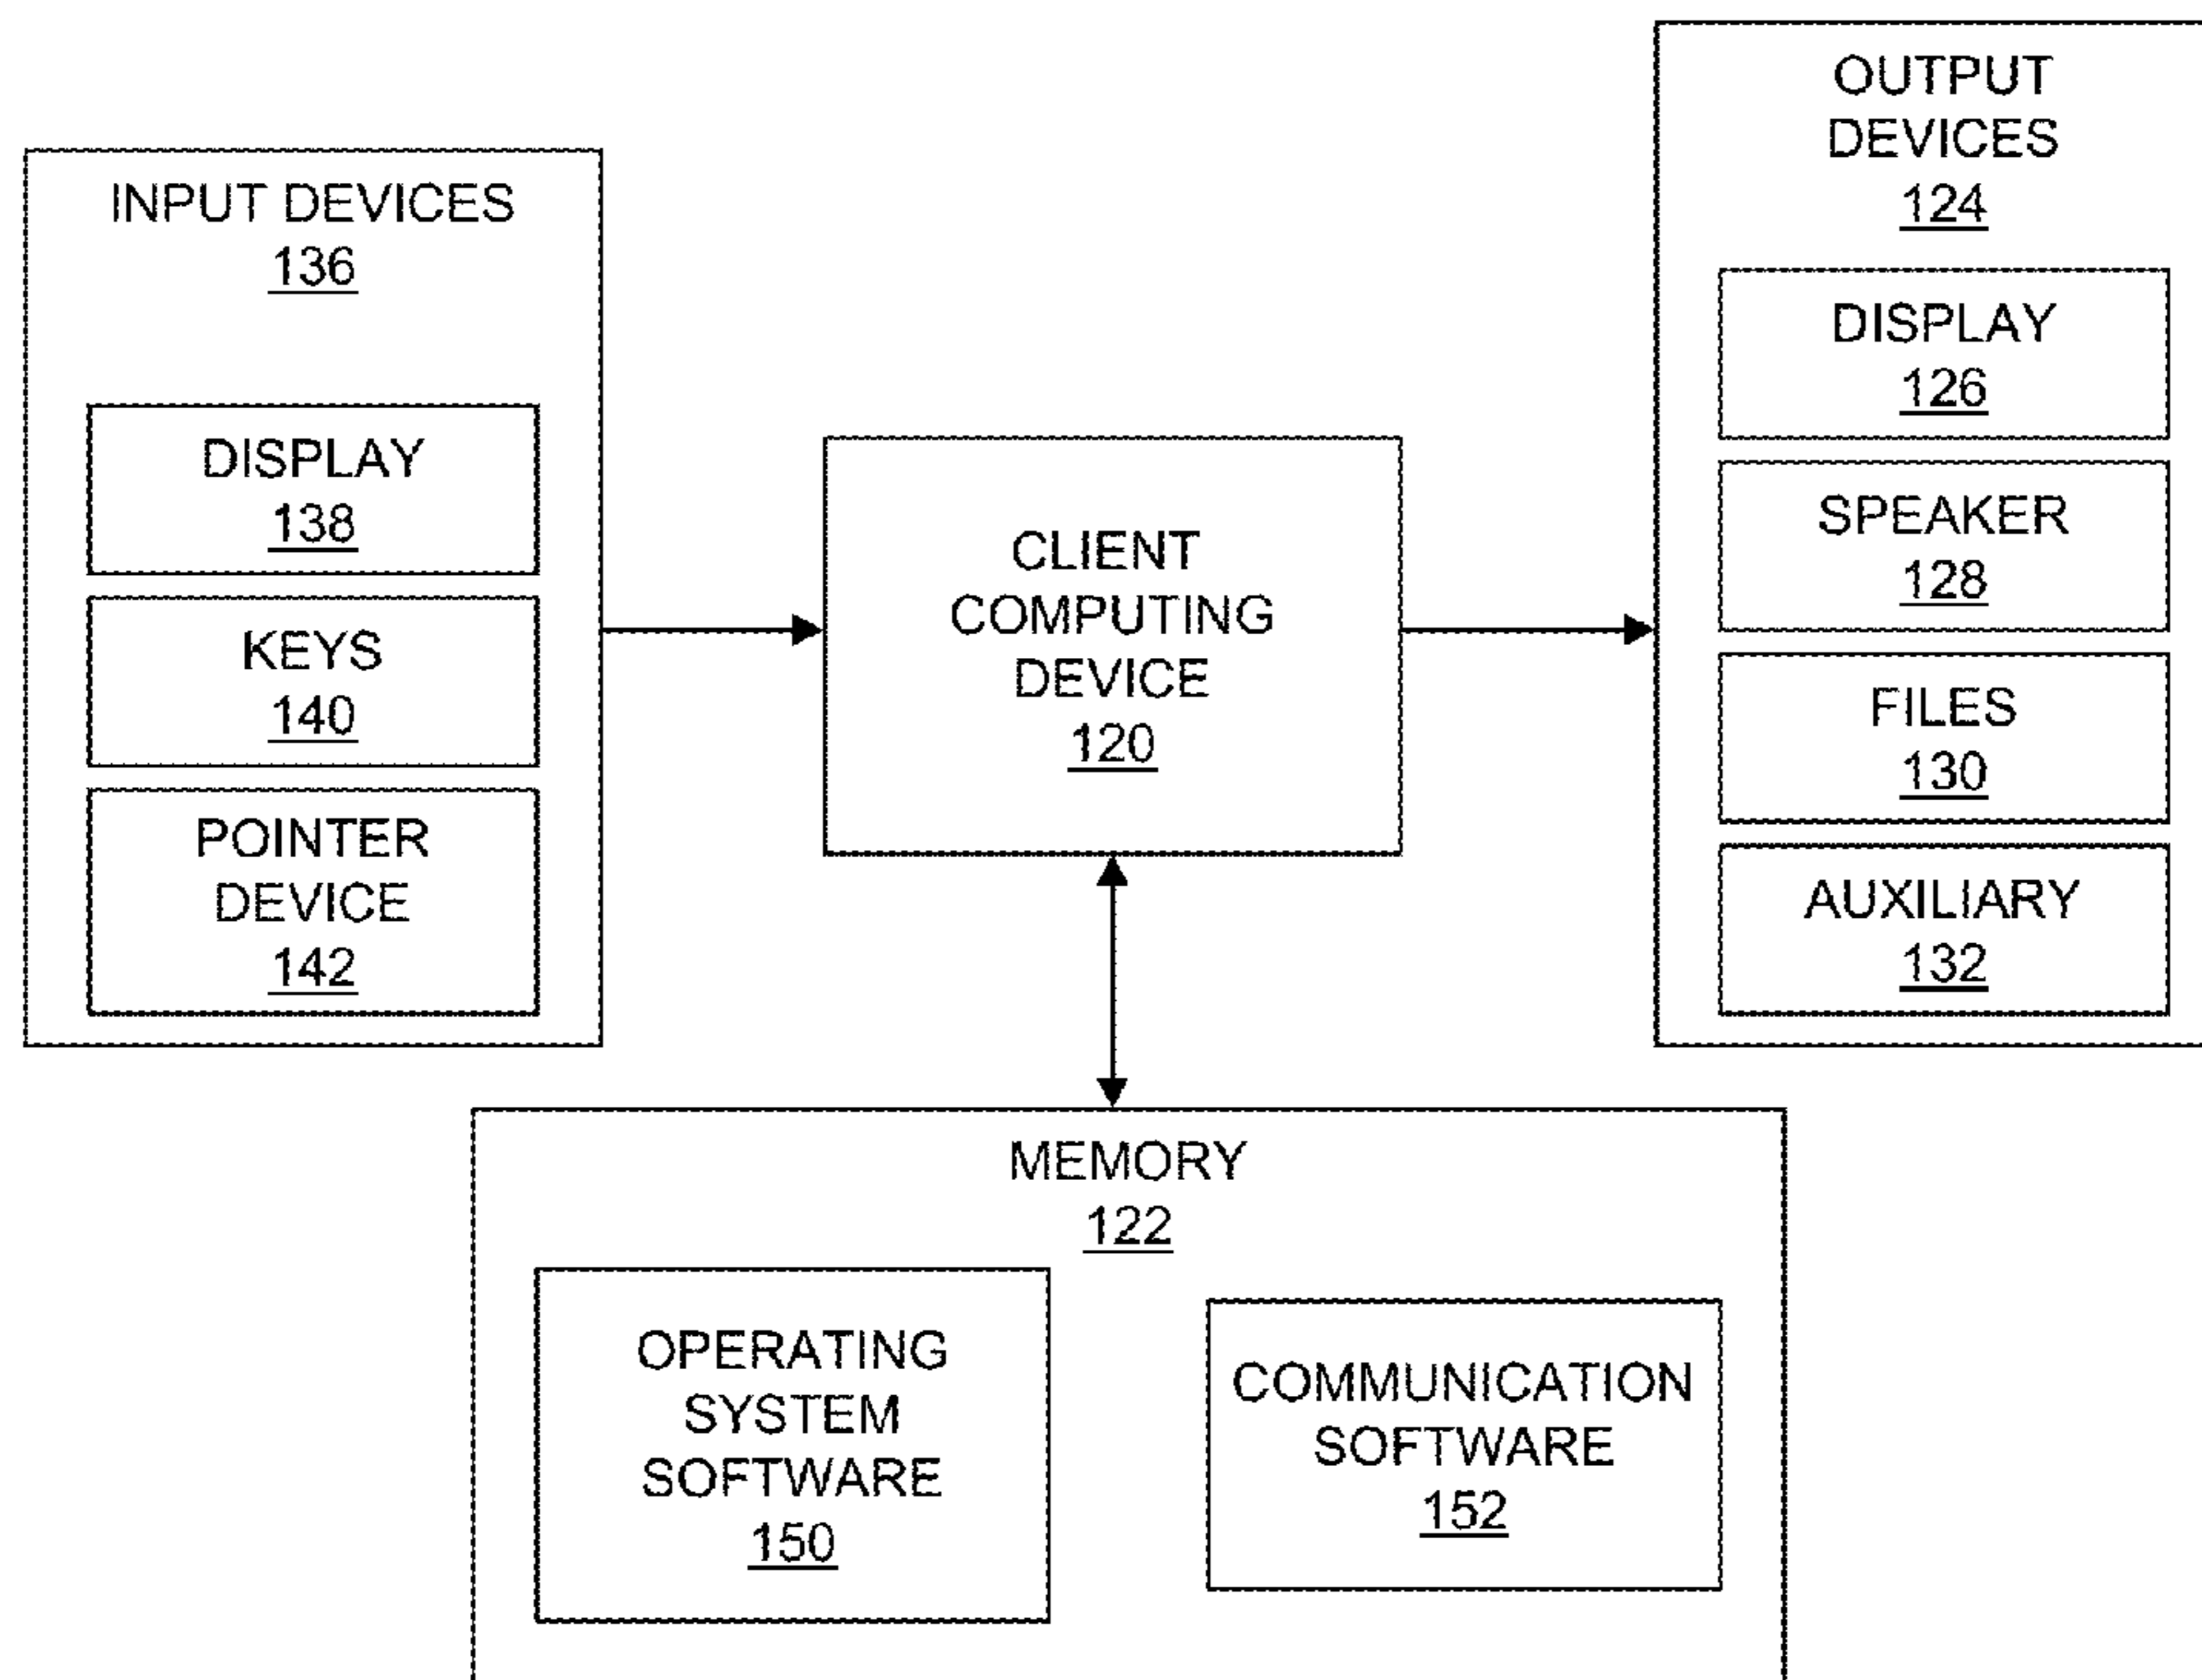 INPUT DEVICES
136
DISPLAY
138
KEYS
140
POINTER
DEVICE
142
CLIENT
COMPUTING
DEVICE
120
OUTPUT
DEVICES
124
DISPLAY
126
SPEAKER
128
FILES
130
AUXILIARY
132
MEMORY
122
OPERATING
SYSTEM
SOFTWARE
150
COMMUNICATION
SOFTWARE
152